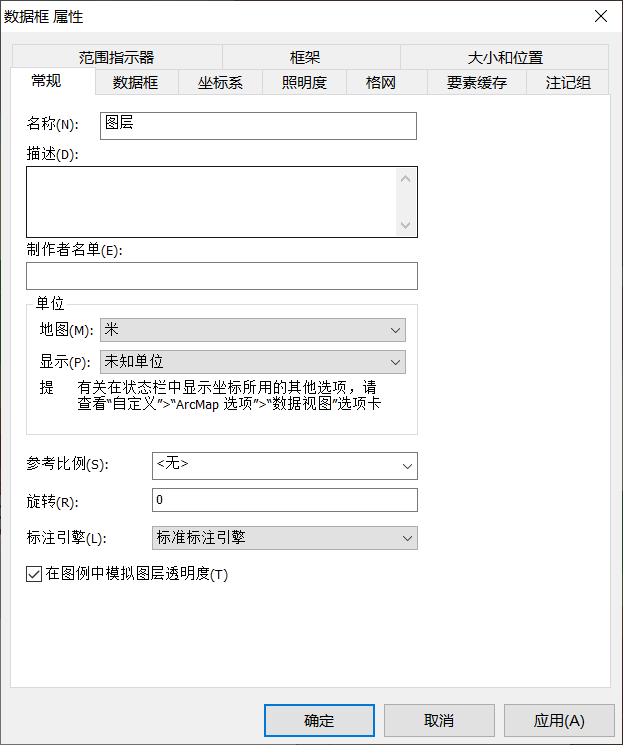 数据框 属性
范围指示器
框架
大小和位置
常规
数据框
坐标系
照明度
格网
要素缓存
注记组
名称(N):
图层
描述(D):
制作者名单(E):
单位
地图(M):
米
显示(P):
未知单位
提 有关在状态栏中显示坐标所用的其他选项，请
查看“自定义”>“ArcMap 选项”>“数据视图”选项卡
参考比例(S):
<无>
旋转(R):
0
标注引擎(L):
标准标注引擎
在图例中模拟图层透明度(T)
确定
取消
应用(A)